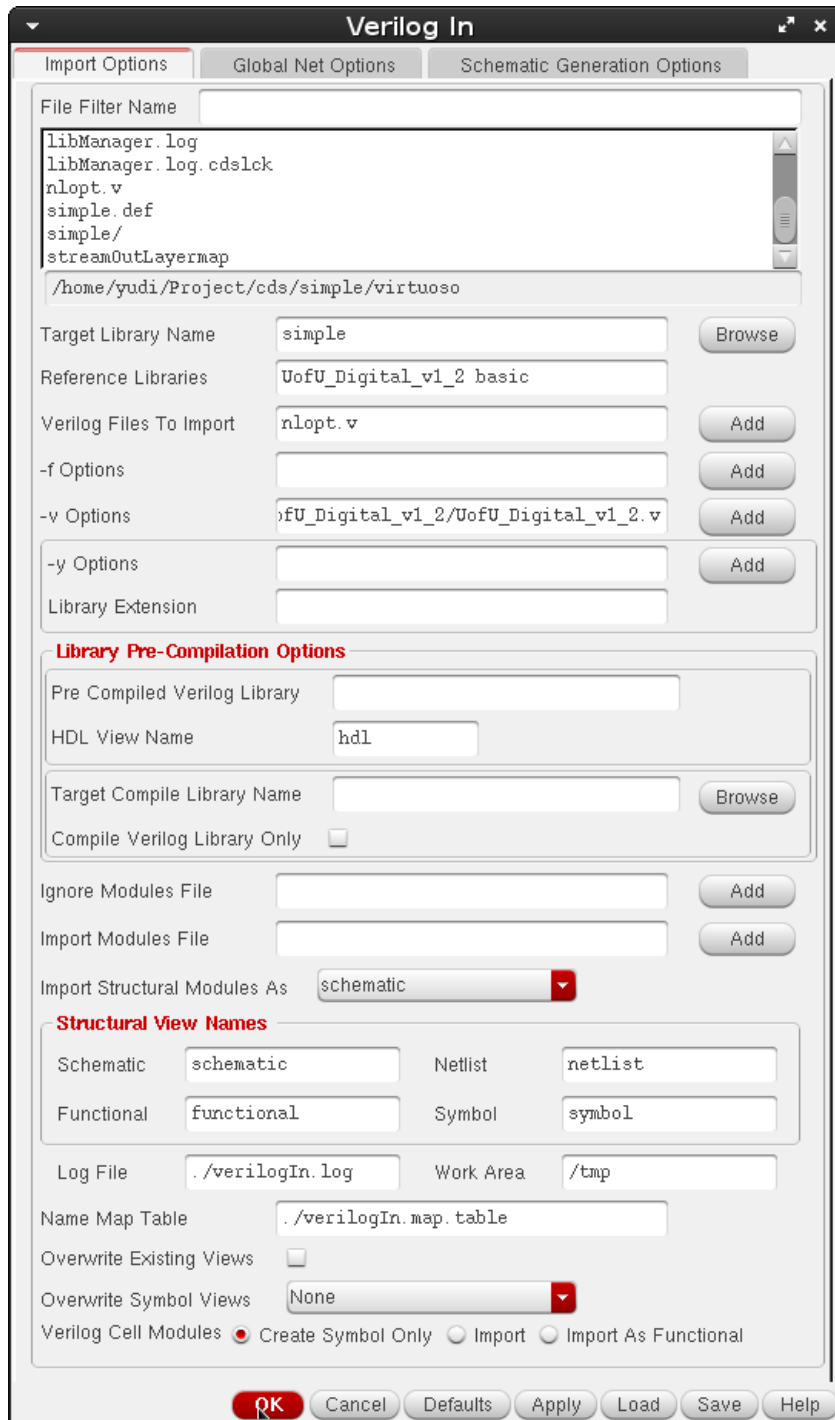 Verilog In
Import Options Global Net Options Schematic Generation Options
File Filter Name
libManager.log
libManager.log.cdslck
nlopt.v
simple.def
simple/
streamOutLayermap
/home/yudi/Project/cds/simple/virtuoso
Target Library Name simple Browse
Reference Libraries UofU_Digital_v1_2 basic
Verilog Files To Import nlopt.v Add
-f Options Add
-v Options ofU_Digital_v1_2/UofU_Digital_v1_2.v Add
-y Options Add
Library Extension
Library Pre-Compilation Options
Pre Compiled Verilog Library
HDL View Name hdl
Target Compile Library Name Browse
Compile Verilog Library Only
Ignore Modules File Add
Import Modules File Add
Import Structural Modules As schematic
Structural View Names
Schematic schematic Netlist netlist
Functional functional Symbol symbol
Log File ./verilogIn.log Work Area /tmp
Name Map Table ./verilogIn.map.table
Overwrite Existing Views
Overwrite Symbol Views None
Verilog Cell Modules Create Symbol Only Import Import As Functional
OK Cancel Defaults Apply Load Save Help